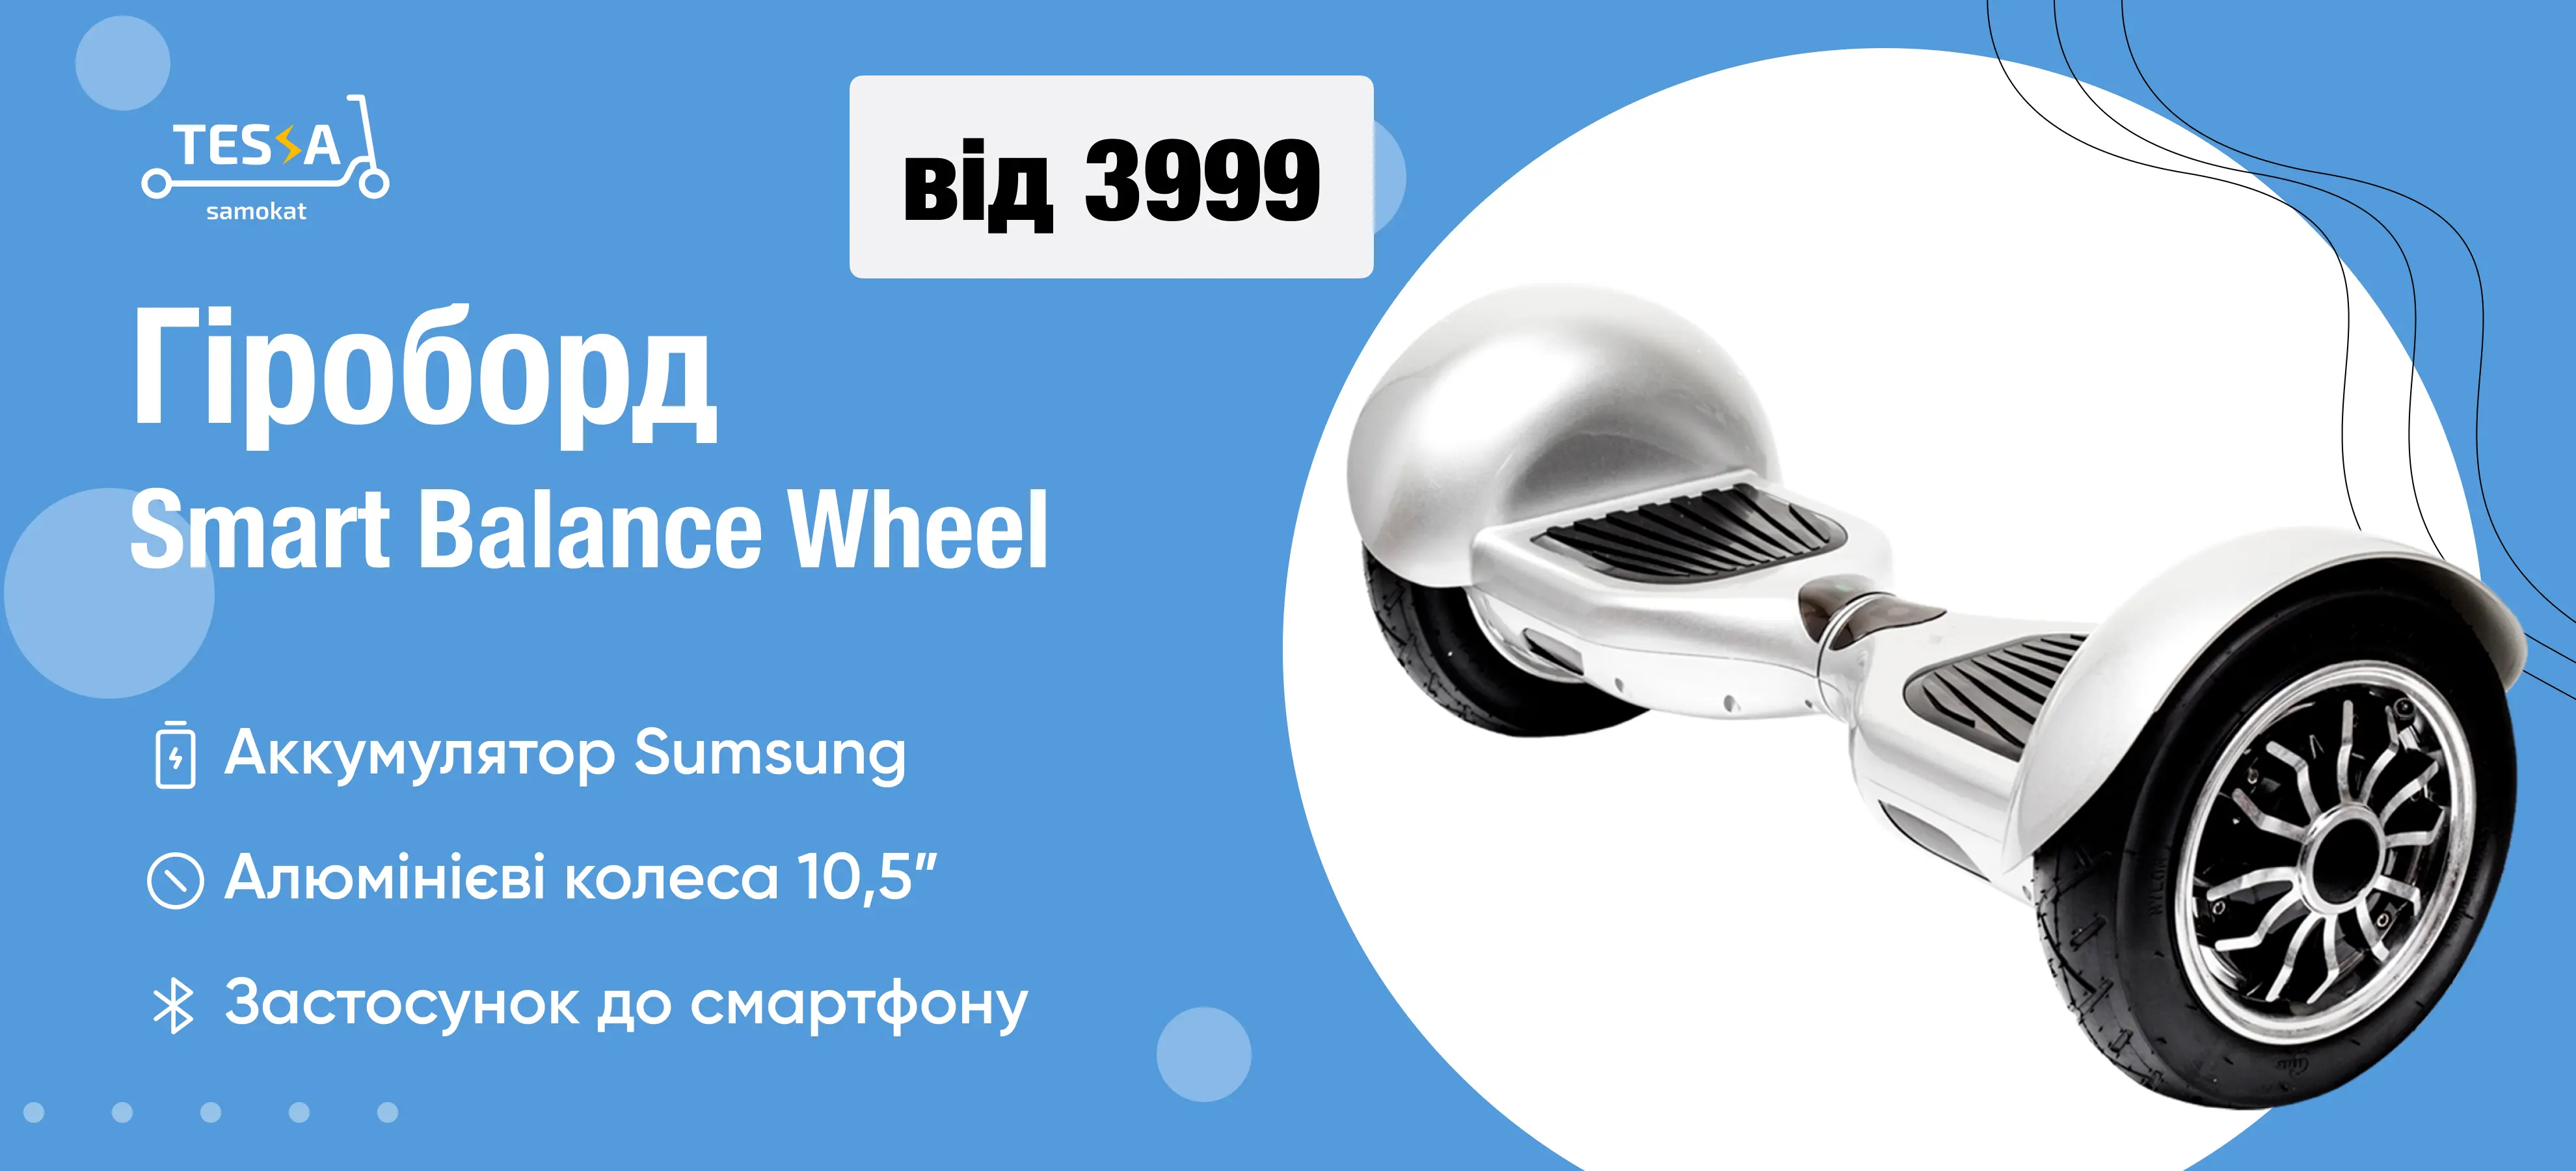 TESSA
samokat
від 3999
Гіроборд
Smart Balance Wheel
Аккумулятор Sumsung
Алюмінієві колеса 10,5"
Застосунок до смартфону